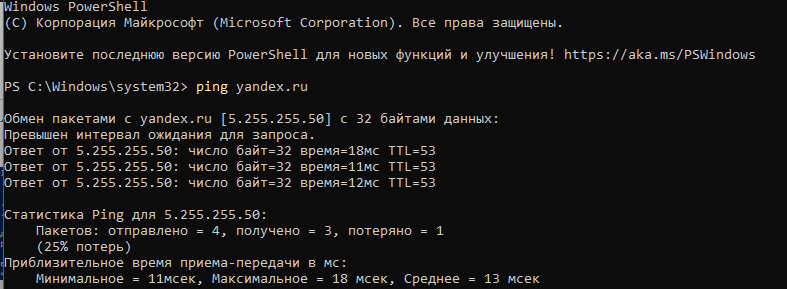 Windows PowerShell
(C) Корпорация Майкрософт (Microsoft Corporation). Все права защищены.
Установите последнюю версию PowerShell для новых функций и улучшения! https://aka.ms/PSWindows
PS C:\Windows\system32> ping yandex.ru
Обмен пакетами с yandex.ru [5.255.255.50] с 32 байтами данных:
Превышен интервал ожидания для запроса.
Ответ от 5.255.255.50: число байт=32 время=18мс TTL=53
Ответ от 5.255.255.50: число байт=32 время=11мс TTL=53
Ответ от 5.255.255.50: число байт=32 время=12мс TTL=53
Статистика Ping для 5.255.255.50:
Пакетов: отправлено = 4, получено = 3, потеряно = 1
(25% потерь)
Приблизительное время приема-передачи в мс:
Минимальное = 11мсек, Максимальное = 18 мсек, Среднее = 13 мсек